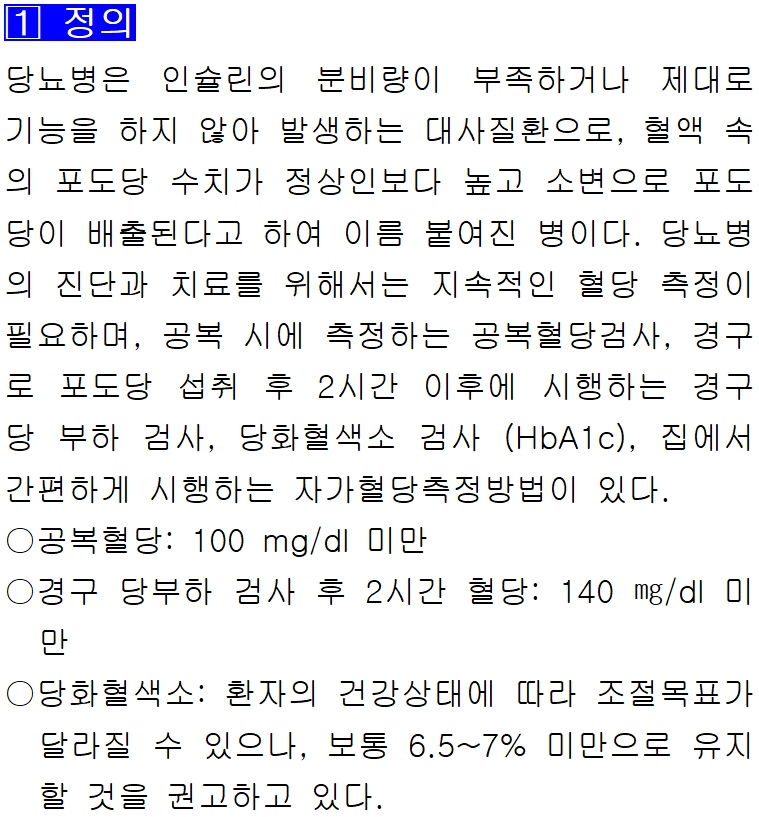 1 정의
당뇨병은 인슐린의 분비량이 부족하거나 제대로
기능을 하지 않아 발생하는 대사질환으로, 혈액 속
의 포도당 수치가 정상인보다 높고 소변으로 포도
당이 배출된다고 하여 이름 붙여진 병이다. 당뇨병
의 진단과 치료를 위해서는 지속적인 혈당 측정이
필요하며, 공복 시에 측정하는 공복혈당검사, 경구
로 포도당 섭취 후 2시간 이후에 시행하는 경구
당 부하 검사, 당화혈색소 검사 (HbA1c), 집에서
간편하게 시행하는 자가혈당측정방법이 있다.
○공복혈당: 100 mg/dl 미만
○경구 당부하 검사 후 2시간 혈당: 140 ㎎/dl 미
만
○당화혈색소: 환자의 건강상태에 따라 조절목표가
달라질 수 있으나, 보통 6.5~7% 미만으로 유지
할 것을 권고하고 있다.